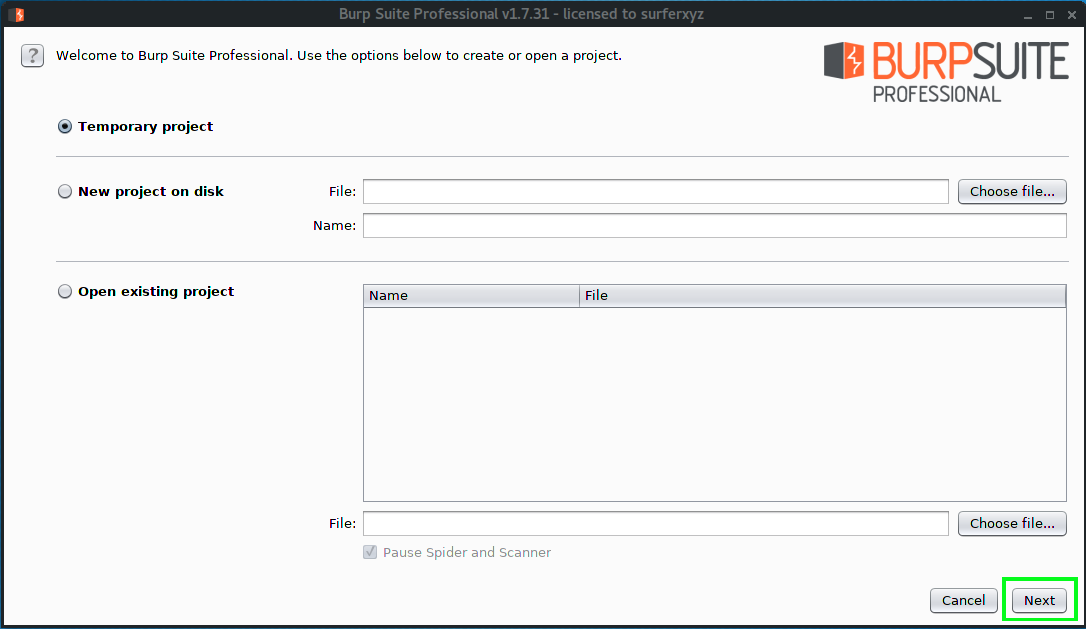 Burp Suite Professional v1.7.31 - licensed to surferxyz
?
Welcome to Burp Suite Professional. Use the options below to create or open a project.
BURPSUITE
PROFESSIONAL
Temporary project
New project on disk
File:
Choose file...
Name:
Open existing project
Name File
File:
Choose file...
Pause Spider and Scanner
Cancel Next